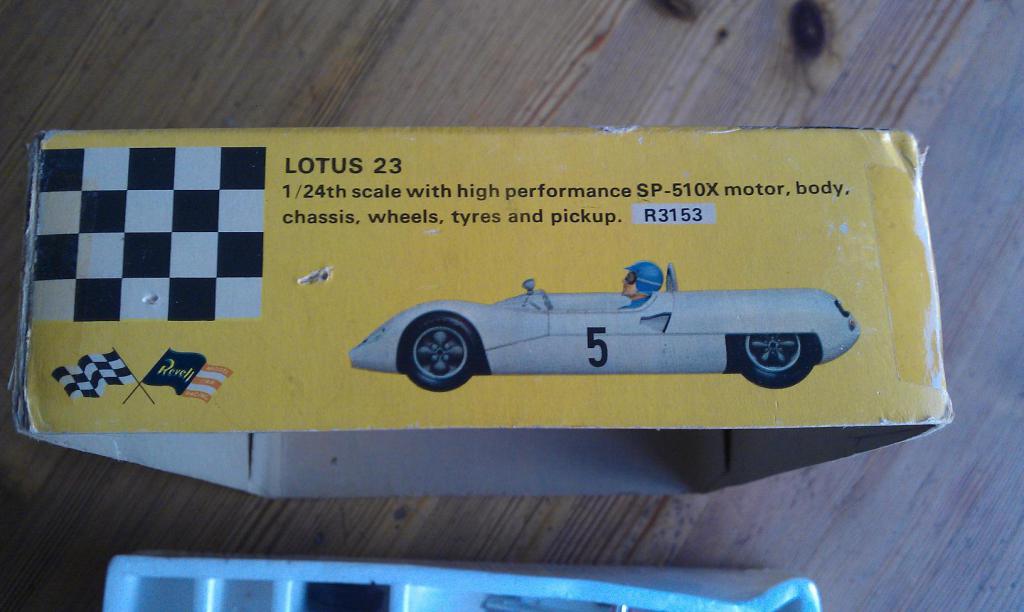 LOTUS 23
1/24th scale with high performance SP-510X motor, body,
chassis, wheels, tyres and pickup. R3153
5
Revell